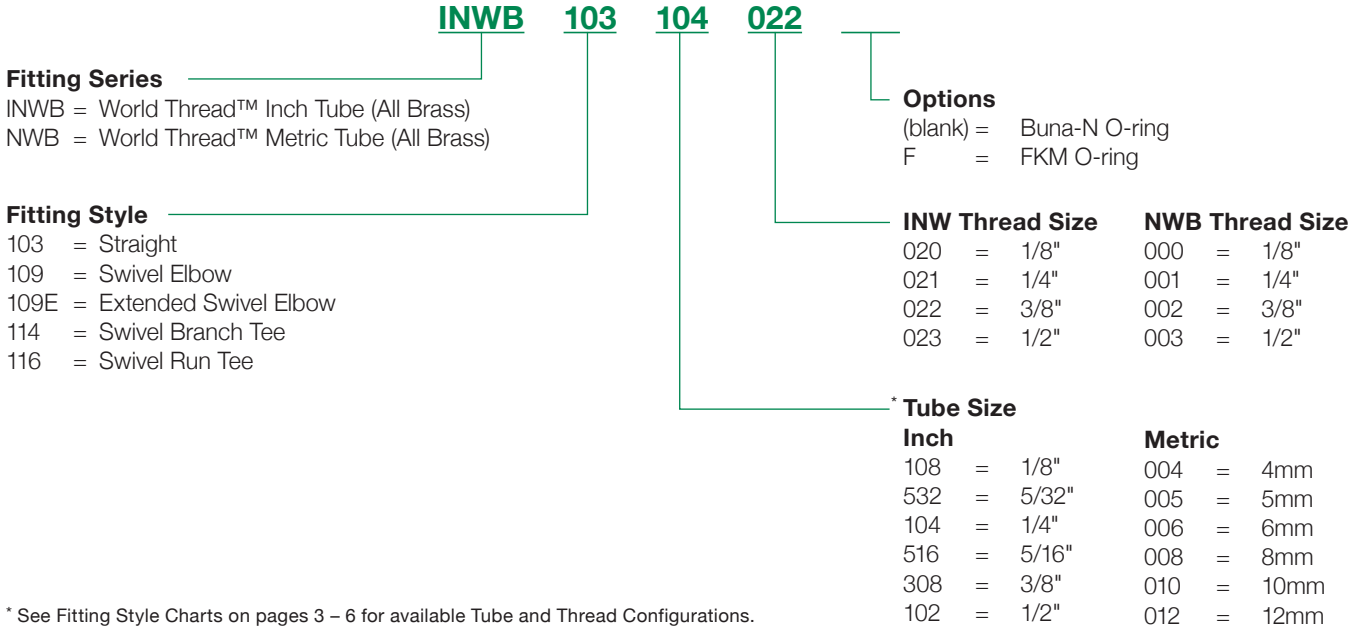 INWB 103 104 022
Fitting Series
INWB = World Thread™ Inch Tube (All Brass)
NWB = World Thread™ Metric Tube (All Brass)
Fitting Style
103 = Straight
109 = Swivel Elbow
109E = Extended Swivel Elbow
114 = Swivel Branch Tee
116 = Swivel Run Tee
Options
(blank) = Buna-N O-ring
F = FKM O-ring
INW Thread Size NWB Thread Size
020 = 1/8" 000 = 1/8"
021 = 1/4" 001 = 1/4"
022 = 3/8" 002 = 3/8"
023 = 1/2" 003 = 1/2"
* Tube Size
Inch Metric
108 = 1/8" 004 = 4mm
532 = 5/32" 005 = 5mm
104 = 1/4" 006 = 6mm
516 = 5/16" 008 = 8mm
308 = 3/8" 010 = 10mm
102 = 1/2" 012 = 12mm
* See Fitting Style Charts on pages 3 – 6 for available Tube and Thread Configurations.